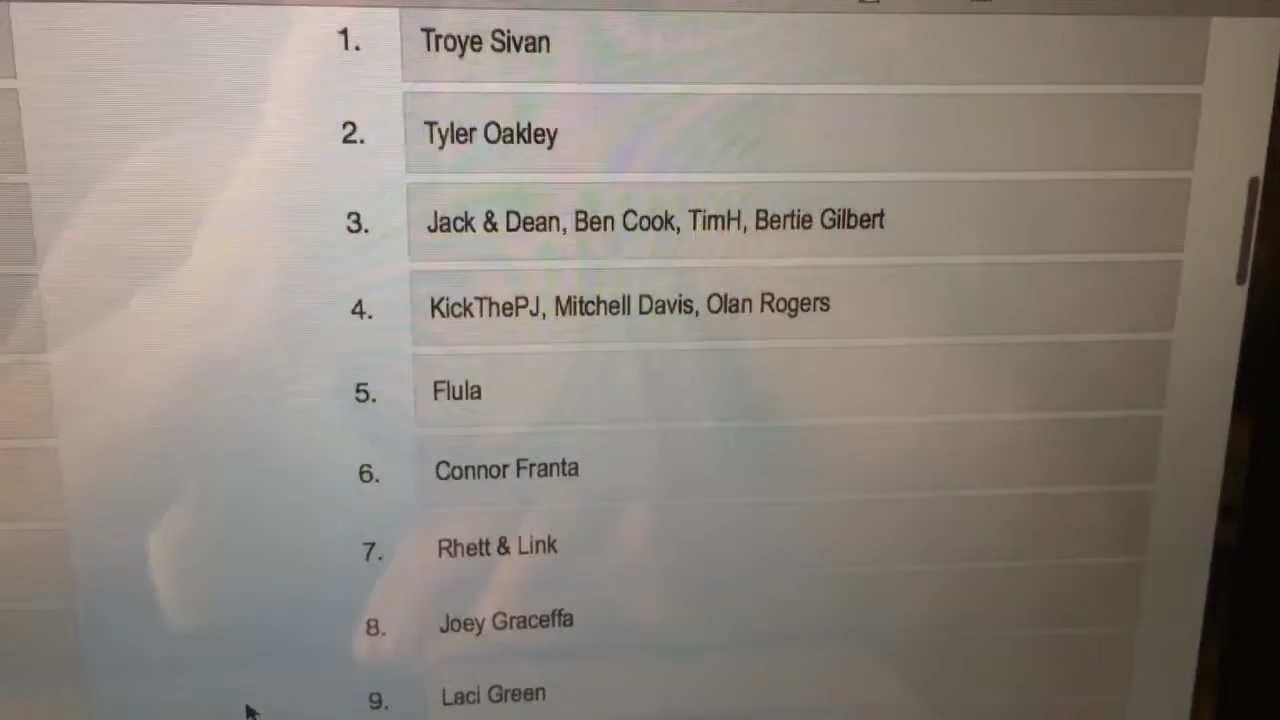 1. Troye Sivan
2. Tyler Oakley
3. Jack & Dean, Ben Cook, TimH, Bertie Gilbert
4. KickThePJ, Mitchell Davis, Olan Rogers
5. Flula
6. Connor Franta
7. Rhett & Link
8. Joey Graceffa
9. Laci Green